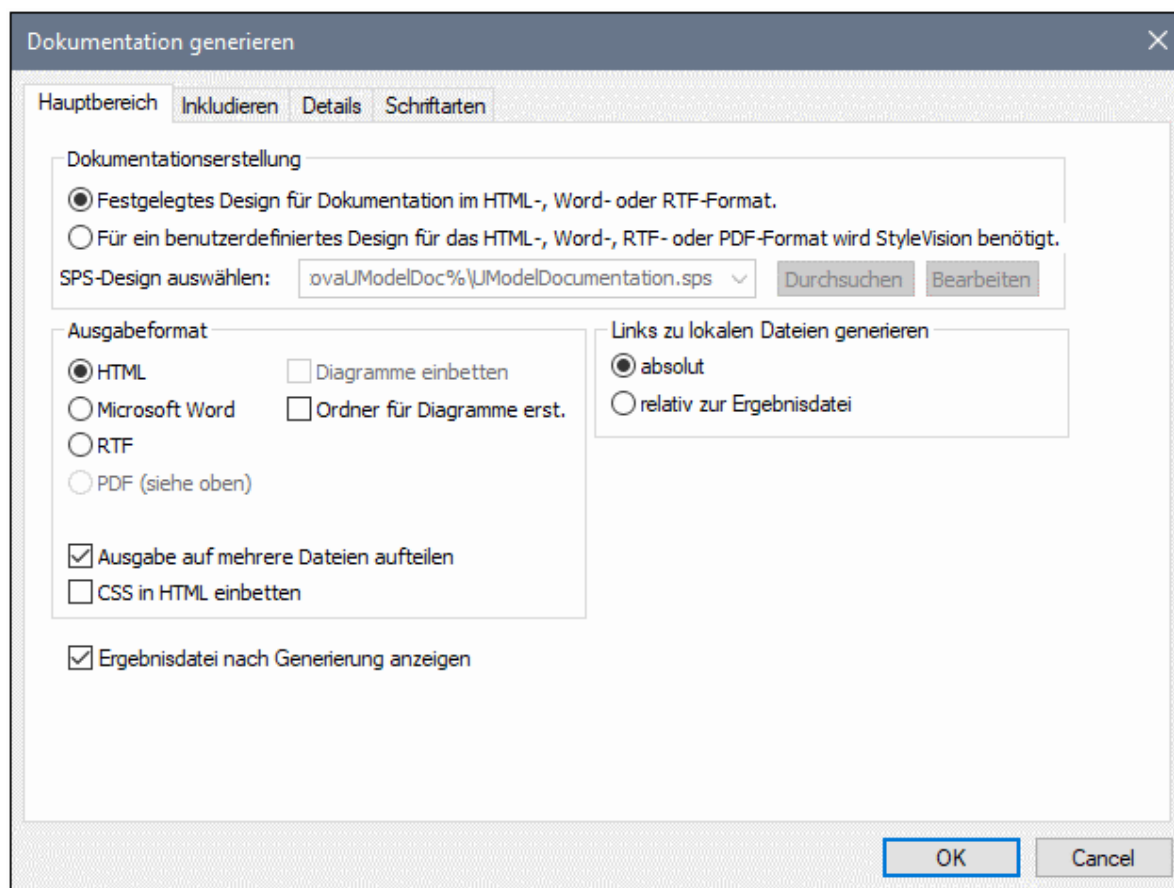 Dokumentation generieren
Hauptbereich Inkludieren Details Schriftarten
Dokumentationserstellung
Festgelegtes Design für Dokumentation im HTML-, Word- oder RTF-Format.
Für ein benutzerdefiniertes Design für das HTML-, Word-, RTF- oder PDF-Format wird StyleVision benötigt.
SPS-Design auswählen: ovaUModelDoc%\UModelDocumentation.sps Durchsuchen Bearbeiten
Ausgabeformat
HTML Diagramme einbetten
Microsoft Word Ordner für Diagramme erst.
RTF
PDF (siehe oben)
Ausgabe auf mehrere Dateien aufteilen
CSS in HTML einbetten
Links zu lokalen Dateien generieren
absolut
relativ zur Ergebnisdatei
Ergebnisdatei nach Generierung anzeigen
OK Cancel